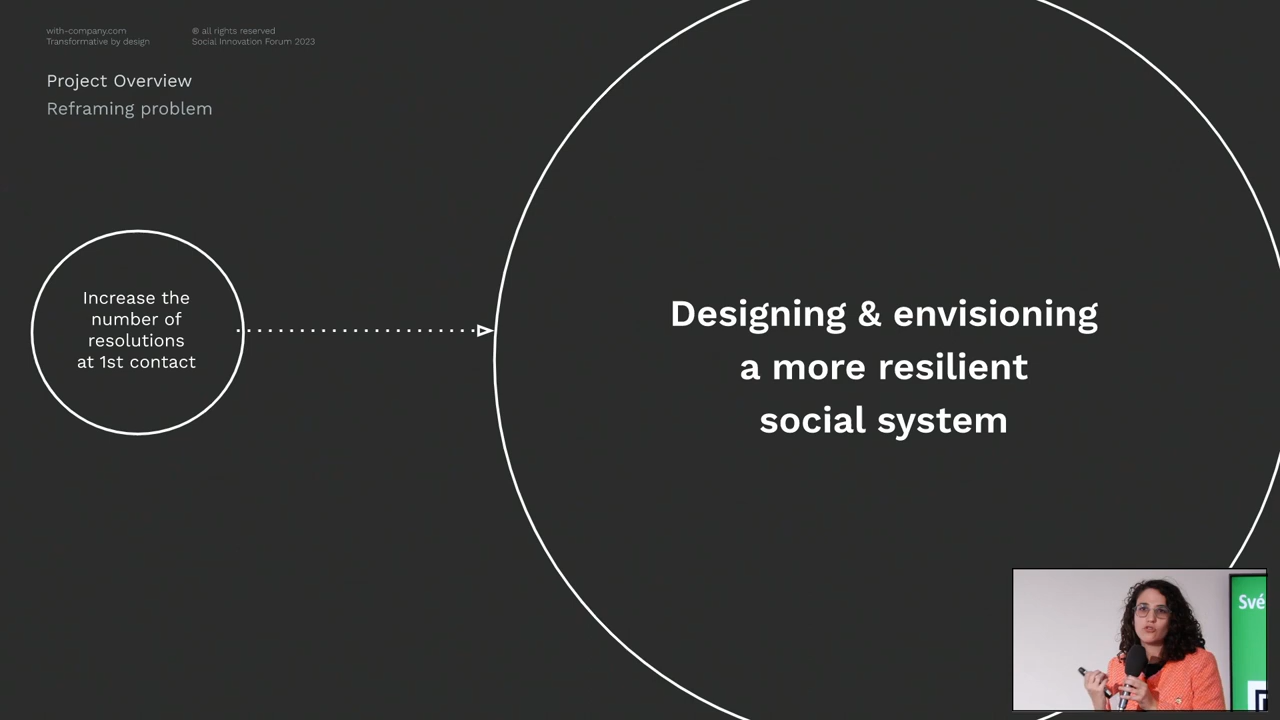 with-company.com
Transformative by design
® all rights reserved
Social Innovation Forum 2023
Project Overview
Reframing problem
Increase the
number of
resolutions
at 1st contact
Designing & envisioning
a more resilient
social system
Své